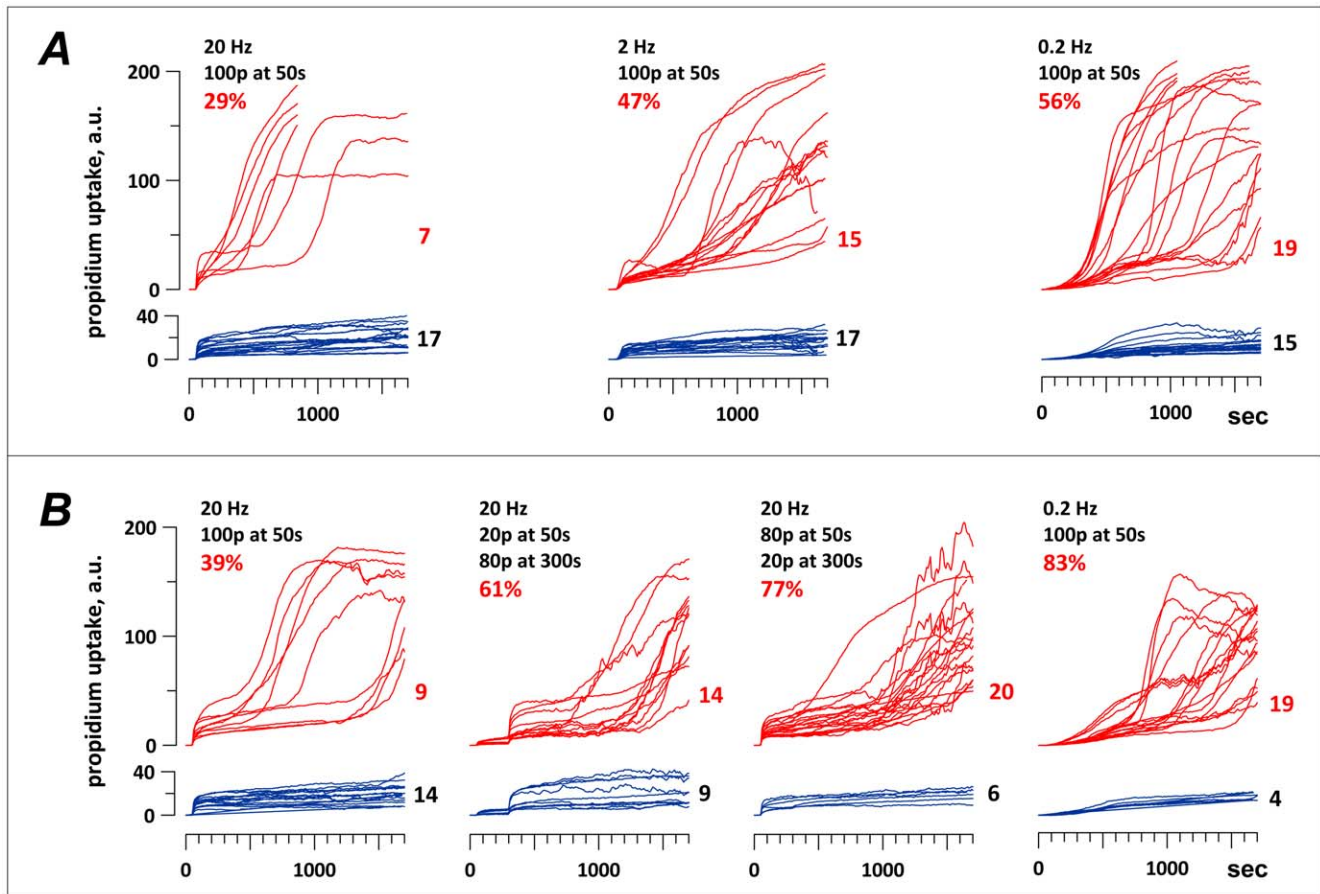 A
20 Hz
100p at 50s
29%
2 Hz
100p at 50s
47%
0.2 Hz
100p at 50s
56%
propidium uptake, a.u.
200
100
0
7
15
19
40
0
17
17
15
0 1000
0 1000
0 1000 sec
B
20 Hz
100p at 50s
39%
20 Hz
20p at 50s
80p at 300s
61%
20 Hz
80p at 50s
20p at 300s
77%
0.2 Hz
100p at 50s
83%
propidium uptake, a.u.
200
100
0
9
14
20
19
40
0
14
9
6
4
0 1000
0 1000
0 1000
0 1000 sec